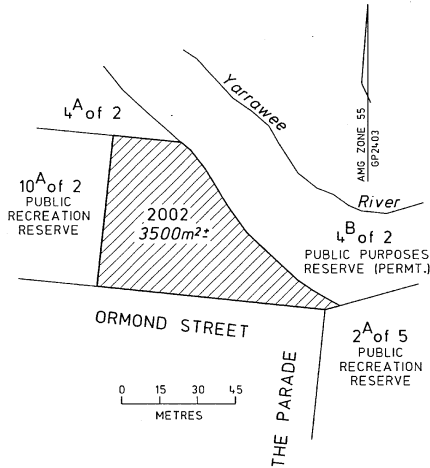 Yarrawee
River
AMG ZONE 55
GP2403
4A of 2
10A of 2
PUBLIC
RECREATION
RESERVE
2002
3500m²±
4B of 2
PUBLIC PURPOSES
RESERVE (PERMT.)
ORMOND STREET
2A of 5
PUBLIC
RECREATION
RESERVE
THE PARADE
0 15 30 45
METRES